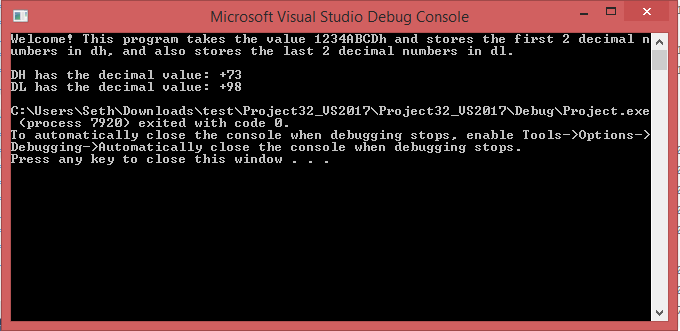 Microsoft Visual Studio Debug Console
Welcome! This program takes the value 1234ABCDh and stores the first 2 decimal n
umbers in dh, and also stores the last 2 decimal numbers in dl.
DH has the decimal value: +73
DL has the decimal value: +98
C:\Users\Seth\Downloads\test\Project32_VS2017\Project32_VS2017\Debug\Project.exe
 (process 7920) exited with code 0.
To automatically close the console when debugging stops, enable Tools->Options->
Debugging->Automatically close the console when debugging stops.
Press any key to close this window . . .